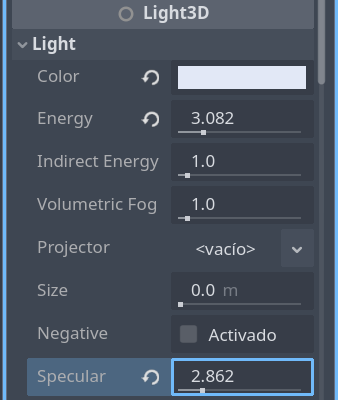 Light3D
Light
Color
Energy 3.082
Indirect Energy 1.0
Volumetric Fog 1.0
Projector <vacío>
Size 0.0 m
Negative Activado
Specular 2.862